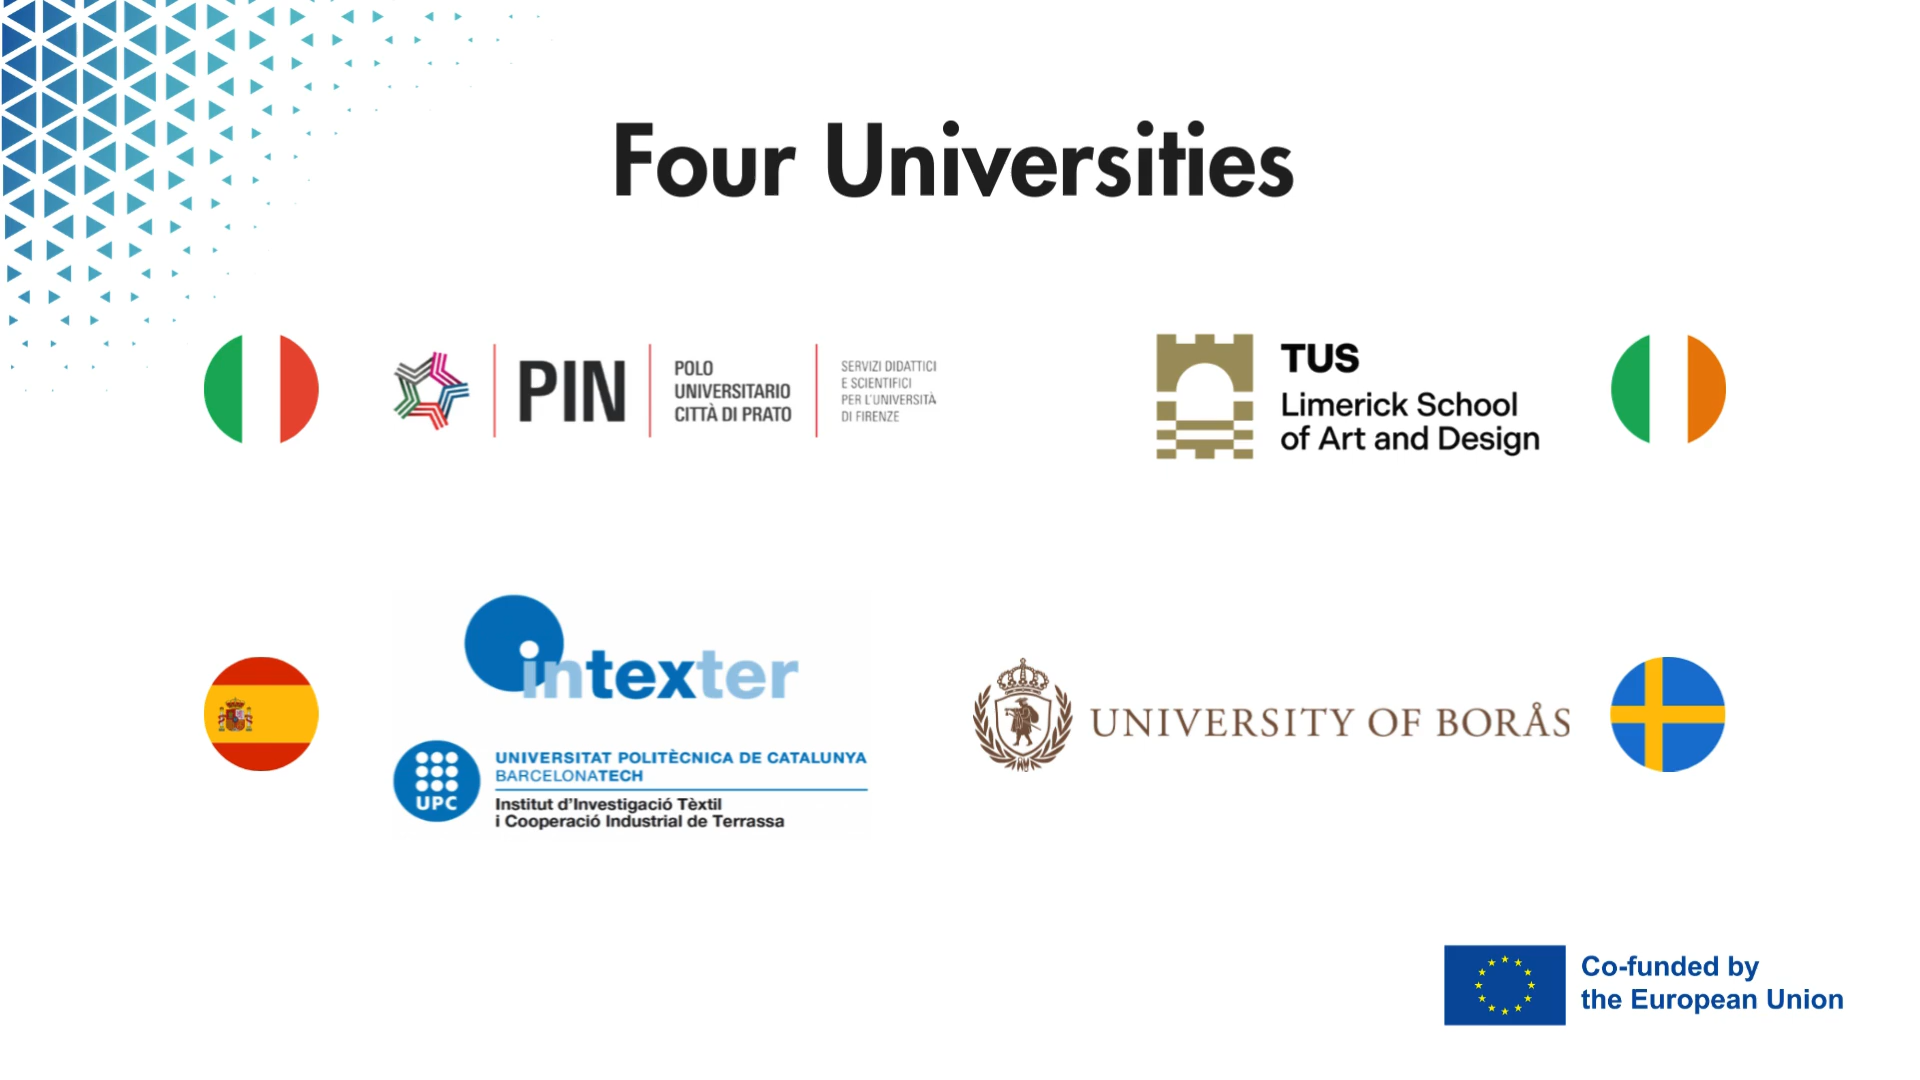 Four Universities
PIN
POLO
UNIVERSITARIO
CITTÀ DI PRATO
SERVIZI DIDATTICI
E SCIENTIFICI
PER L'UNIVERSITÀ
DI FIRENZE
TUS
Limerick School
of Art and Design
intexter
UPC
UNIVERSITAT POLITÈCNICA DE CATALUNYA
BARCELONATECH
Institut d'Investigació Tèxtil
i Cooperació Industrial de Terrassa
UNIVERSITY OF BORÅS
Co-funded by
the European Union